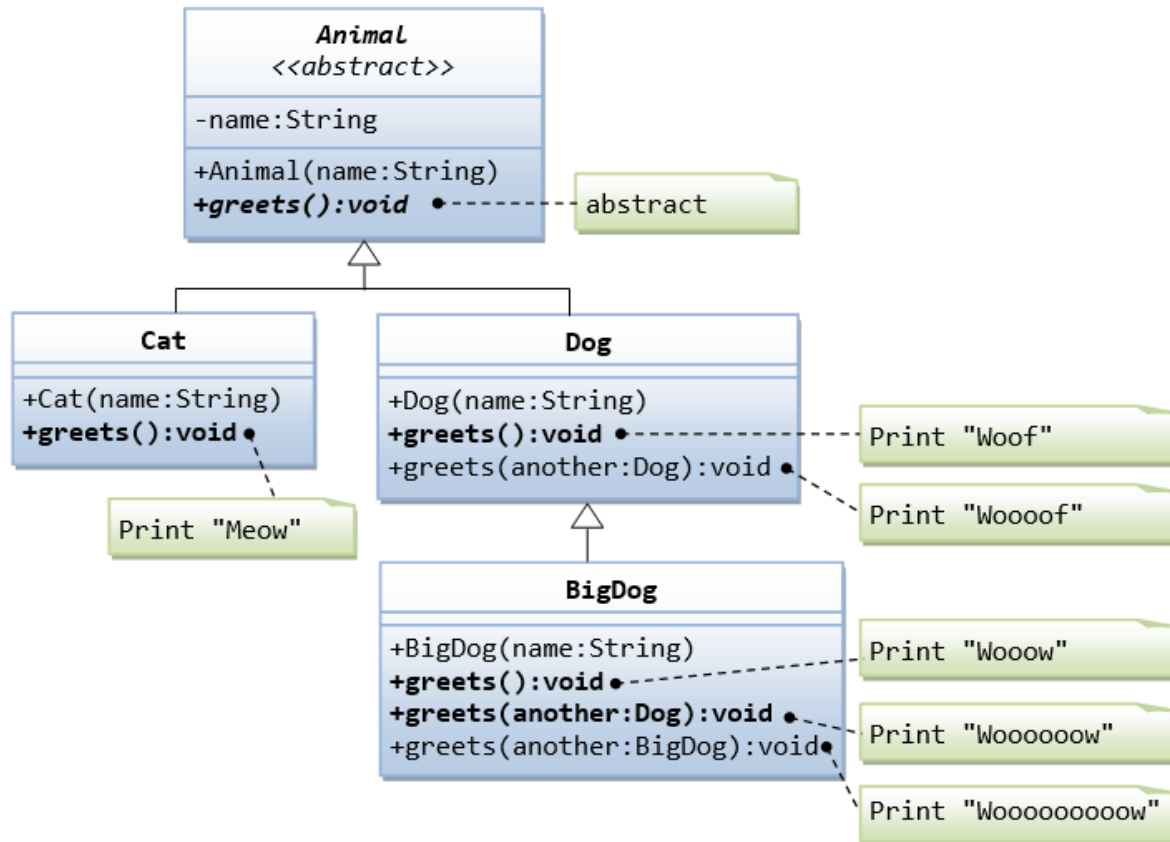 Animal
<<abstract>>
-name:String
+Animal(name:String)
+greets():void
abstract
Cat
+Cat(name:String)
+greets():void
Print "Meow"
Dog
+Dog(name:String)
+greets():void
+greets(another:Dog):void
Print "Woof"
Print "Woooof"
BigDog
+BigDog(name:String)
+greets():void
+greets(another:Dog):void
+greets(another:BigDog):void
Print "Wooow"
Print "Woooooow"
Print "Wooooooooow"